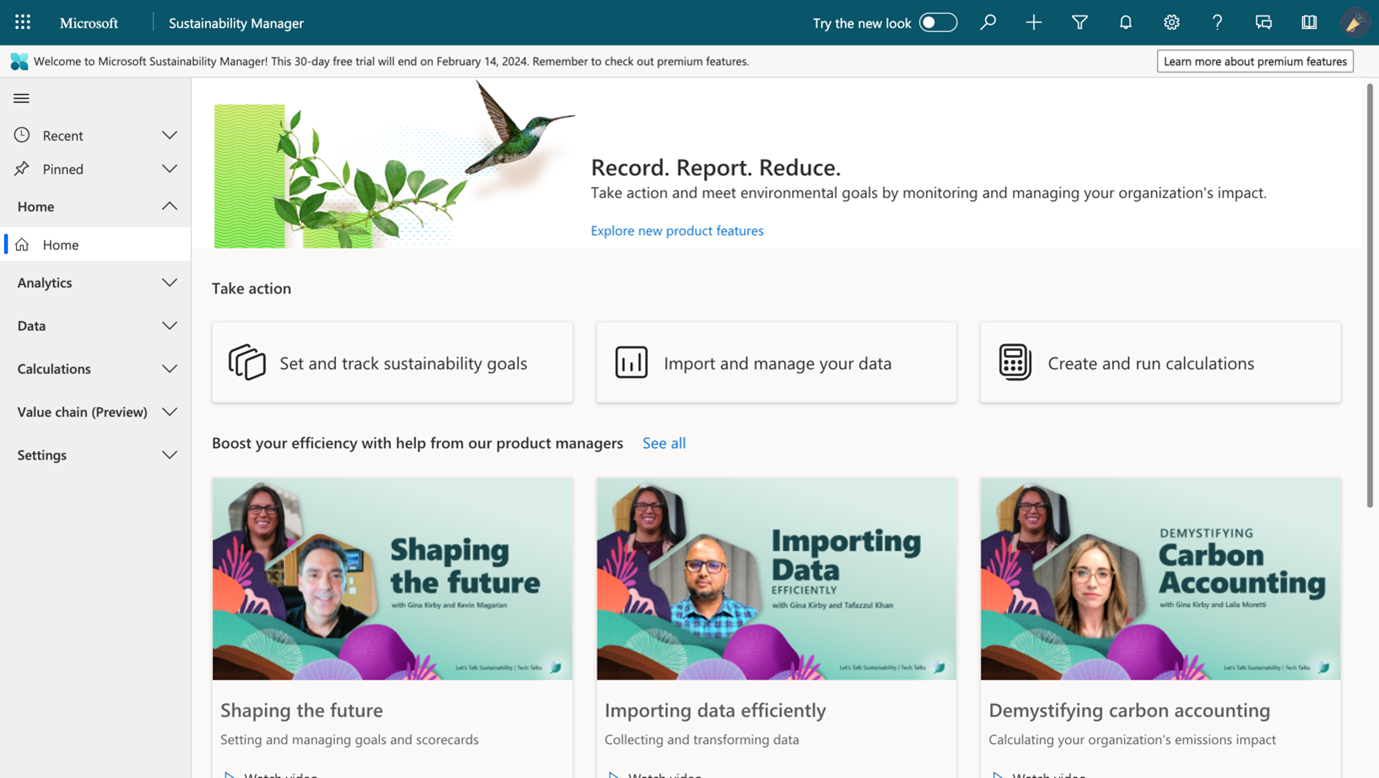 Microsoft
Sustainability Manager
Try the new look
Welcome to Microsoft Sustainability Manager! This 30-day free trial will end on February 14, 2024. Remember to check out premium features.
Learn more about premium features
Recent
Pinned
Home
Home
Analytics
Data
Calculations
Value chain (Preview)
Settings
Record. Report. Reduce.
Take action and meet environmental goals by monitoring and managing your organization's impact.
Explore new product features
Take action
Set and track sustainability goals
Import and manage your data
Create and run calculations
Boost your efficiency with help from our product managers
See all
Shaping
the future
with Gina Kirby and Kevin Magarian
Let's Talk Sustainability | Tech Talks
Importing
Data
EFFICIENTLY
with Gina Kirby and Tafazzul Khan
Let's Talk Sustainability | Tech Talks
DEMYSTIFYING
Carbon
Accounting
with Gina Kirby and Laila Moretti
Let's Talk Sustainability | Tech Talks
Shaping the future
Setting and managing goals and scorecards
Watch video
Importing data efficiently
Collecting and transforming data
Watch video
Demystifying carbon accounting
Calculating your organization's emissions impact
Watch video